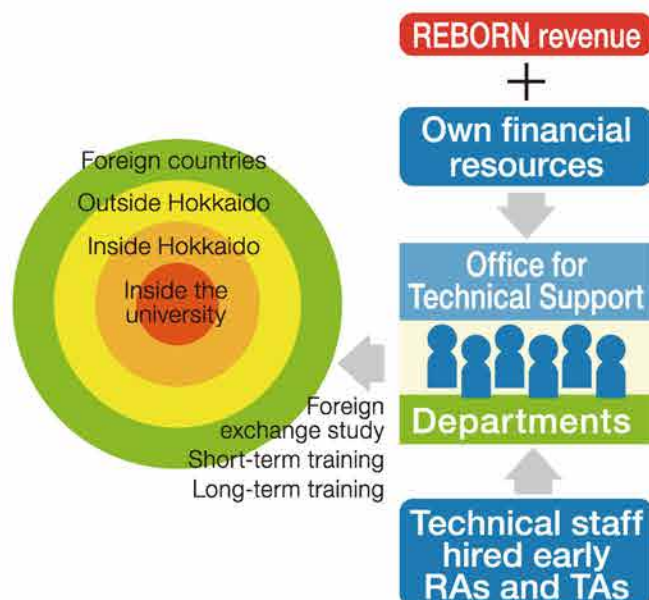 REBORN revenue
+
Own financial
resources
Foreign countries
Outside Hokkaido
Inside Hokkaido
Inside the
university
Office for
Technical Support
Departments
Foreign
exchange study
Short-term training
Long-term training
Technical staff
hired early
RAs and TAs